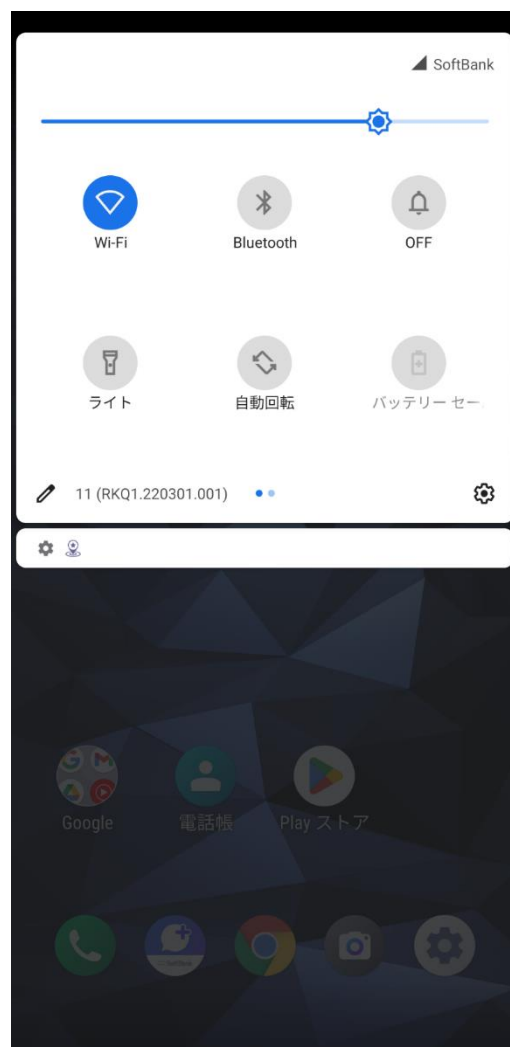 SoftBank
Wi-Fi
Bluetooth
OFF
ライト
自動回転
バッテリー セー
11 (RKQ1.220301.001)
Google
電話帳
Play ストア